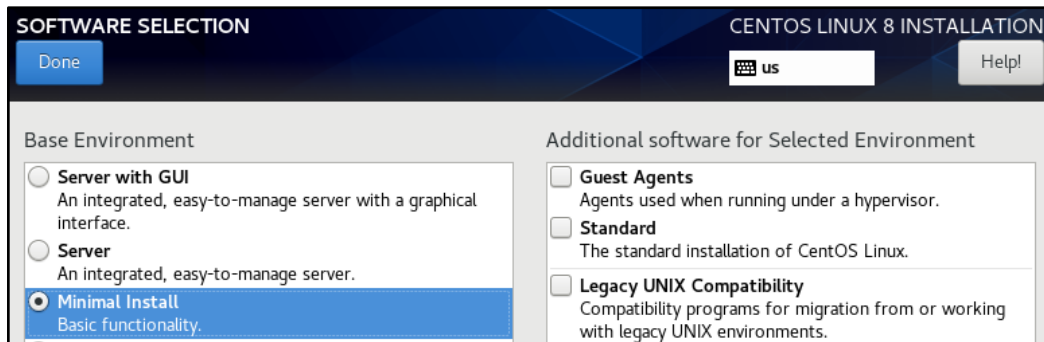 SOFTWARE SELECTION
CENTOS LINUX 8 INSTALLATION
Done
us
Help!
Base Environment
Server with GUI
An integrated, easy-to-manage server with a graphical
interface.
Server
An integrated, easy-to-manage server.
Minimal Install
Basic functionality.
Additional software for Selected Environment
Guest Agents
Agents used when running under a hypervisor.
Standard
The standard installation of CentOS Linux.
Legacy UNIX Compatibility
Compatibility programs for migration from or working
with legacy UNIX environments.